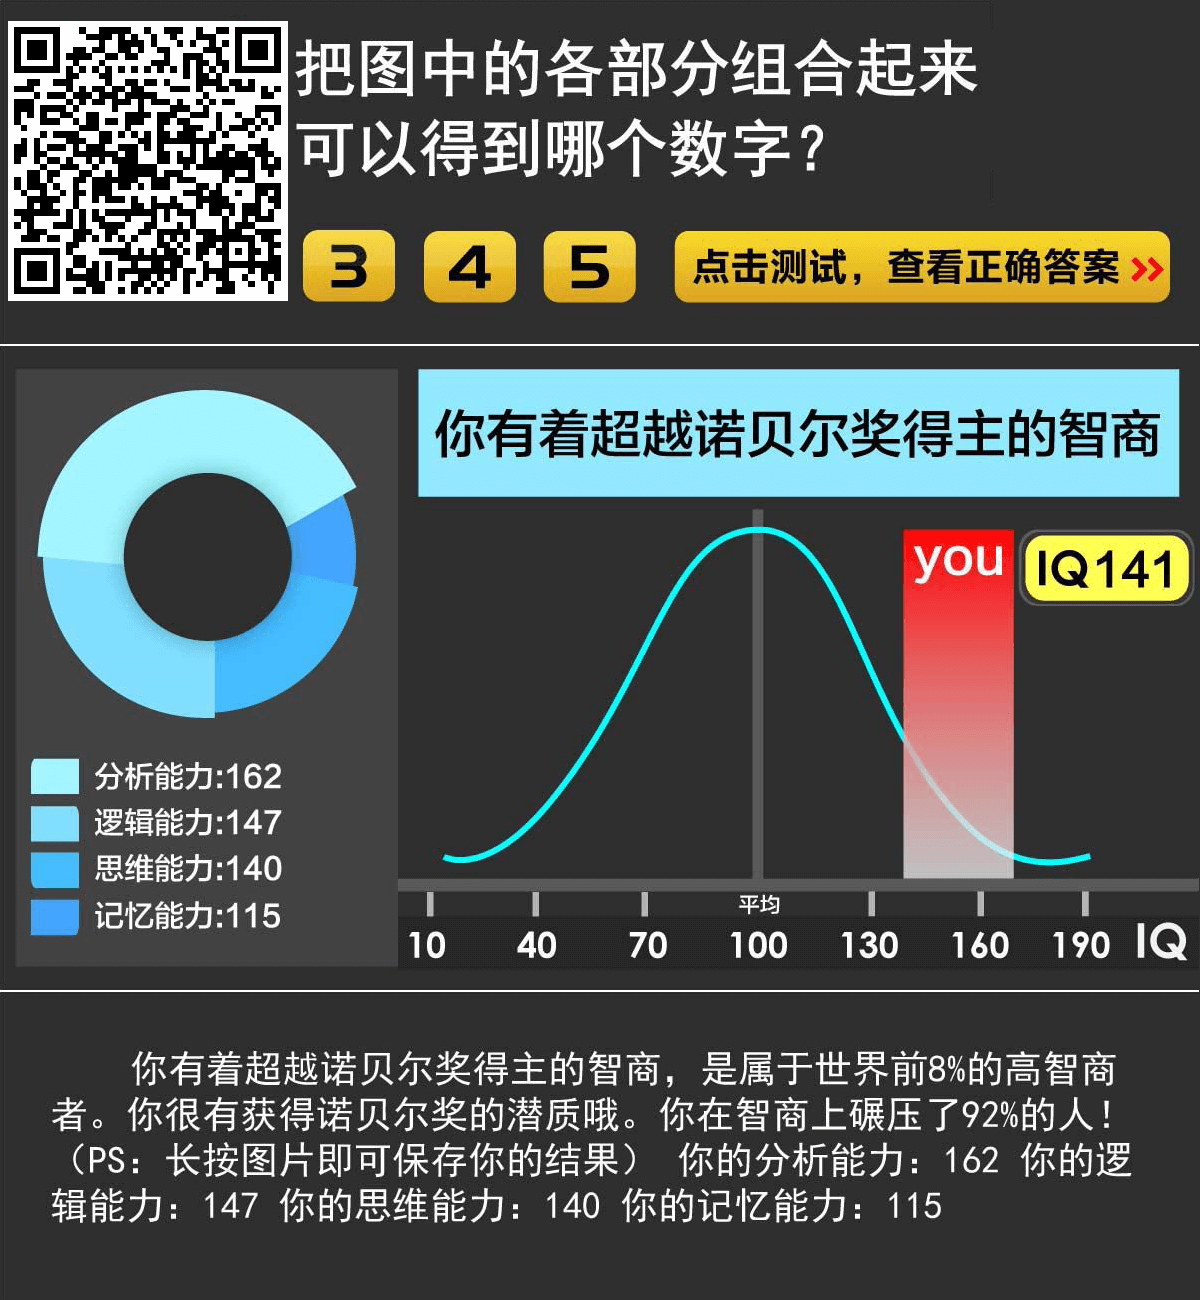 把图中的各部分组合起来
可以得到哪个数字？
3 4 5 点击测试，查看正确答案
你有着超越诺贝尔奖得主的智商
you IQ141
分析能力:162
逻辑能力:147
思维能力:140
记忆能力:115
平均
10 40 70 100 130 160 190 IQ
你有着超越诺贝尔奖得主的智商，是属于世界前8%的高智商
者。你很有获得诺贝尔奖的潜质哦。你在智商上碾压了92%的人！
（PS：长按图片即可保存你的结果） 你的分析能力：162 你的逻
辑能力：147 你的思维能力：140 你的记忆能力：115